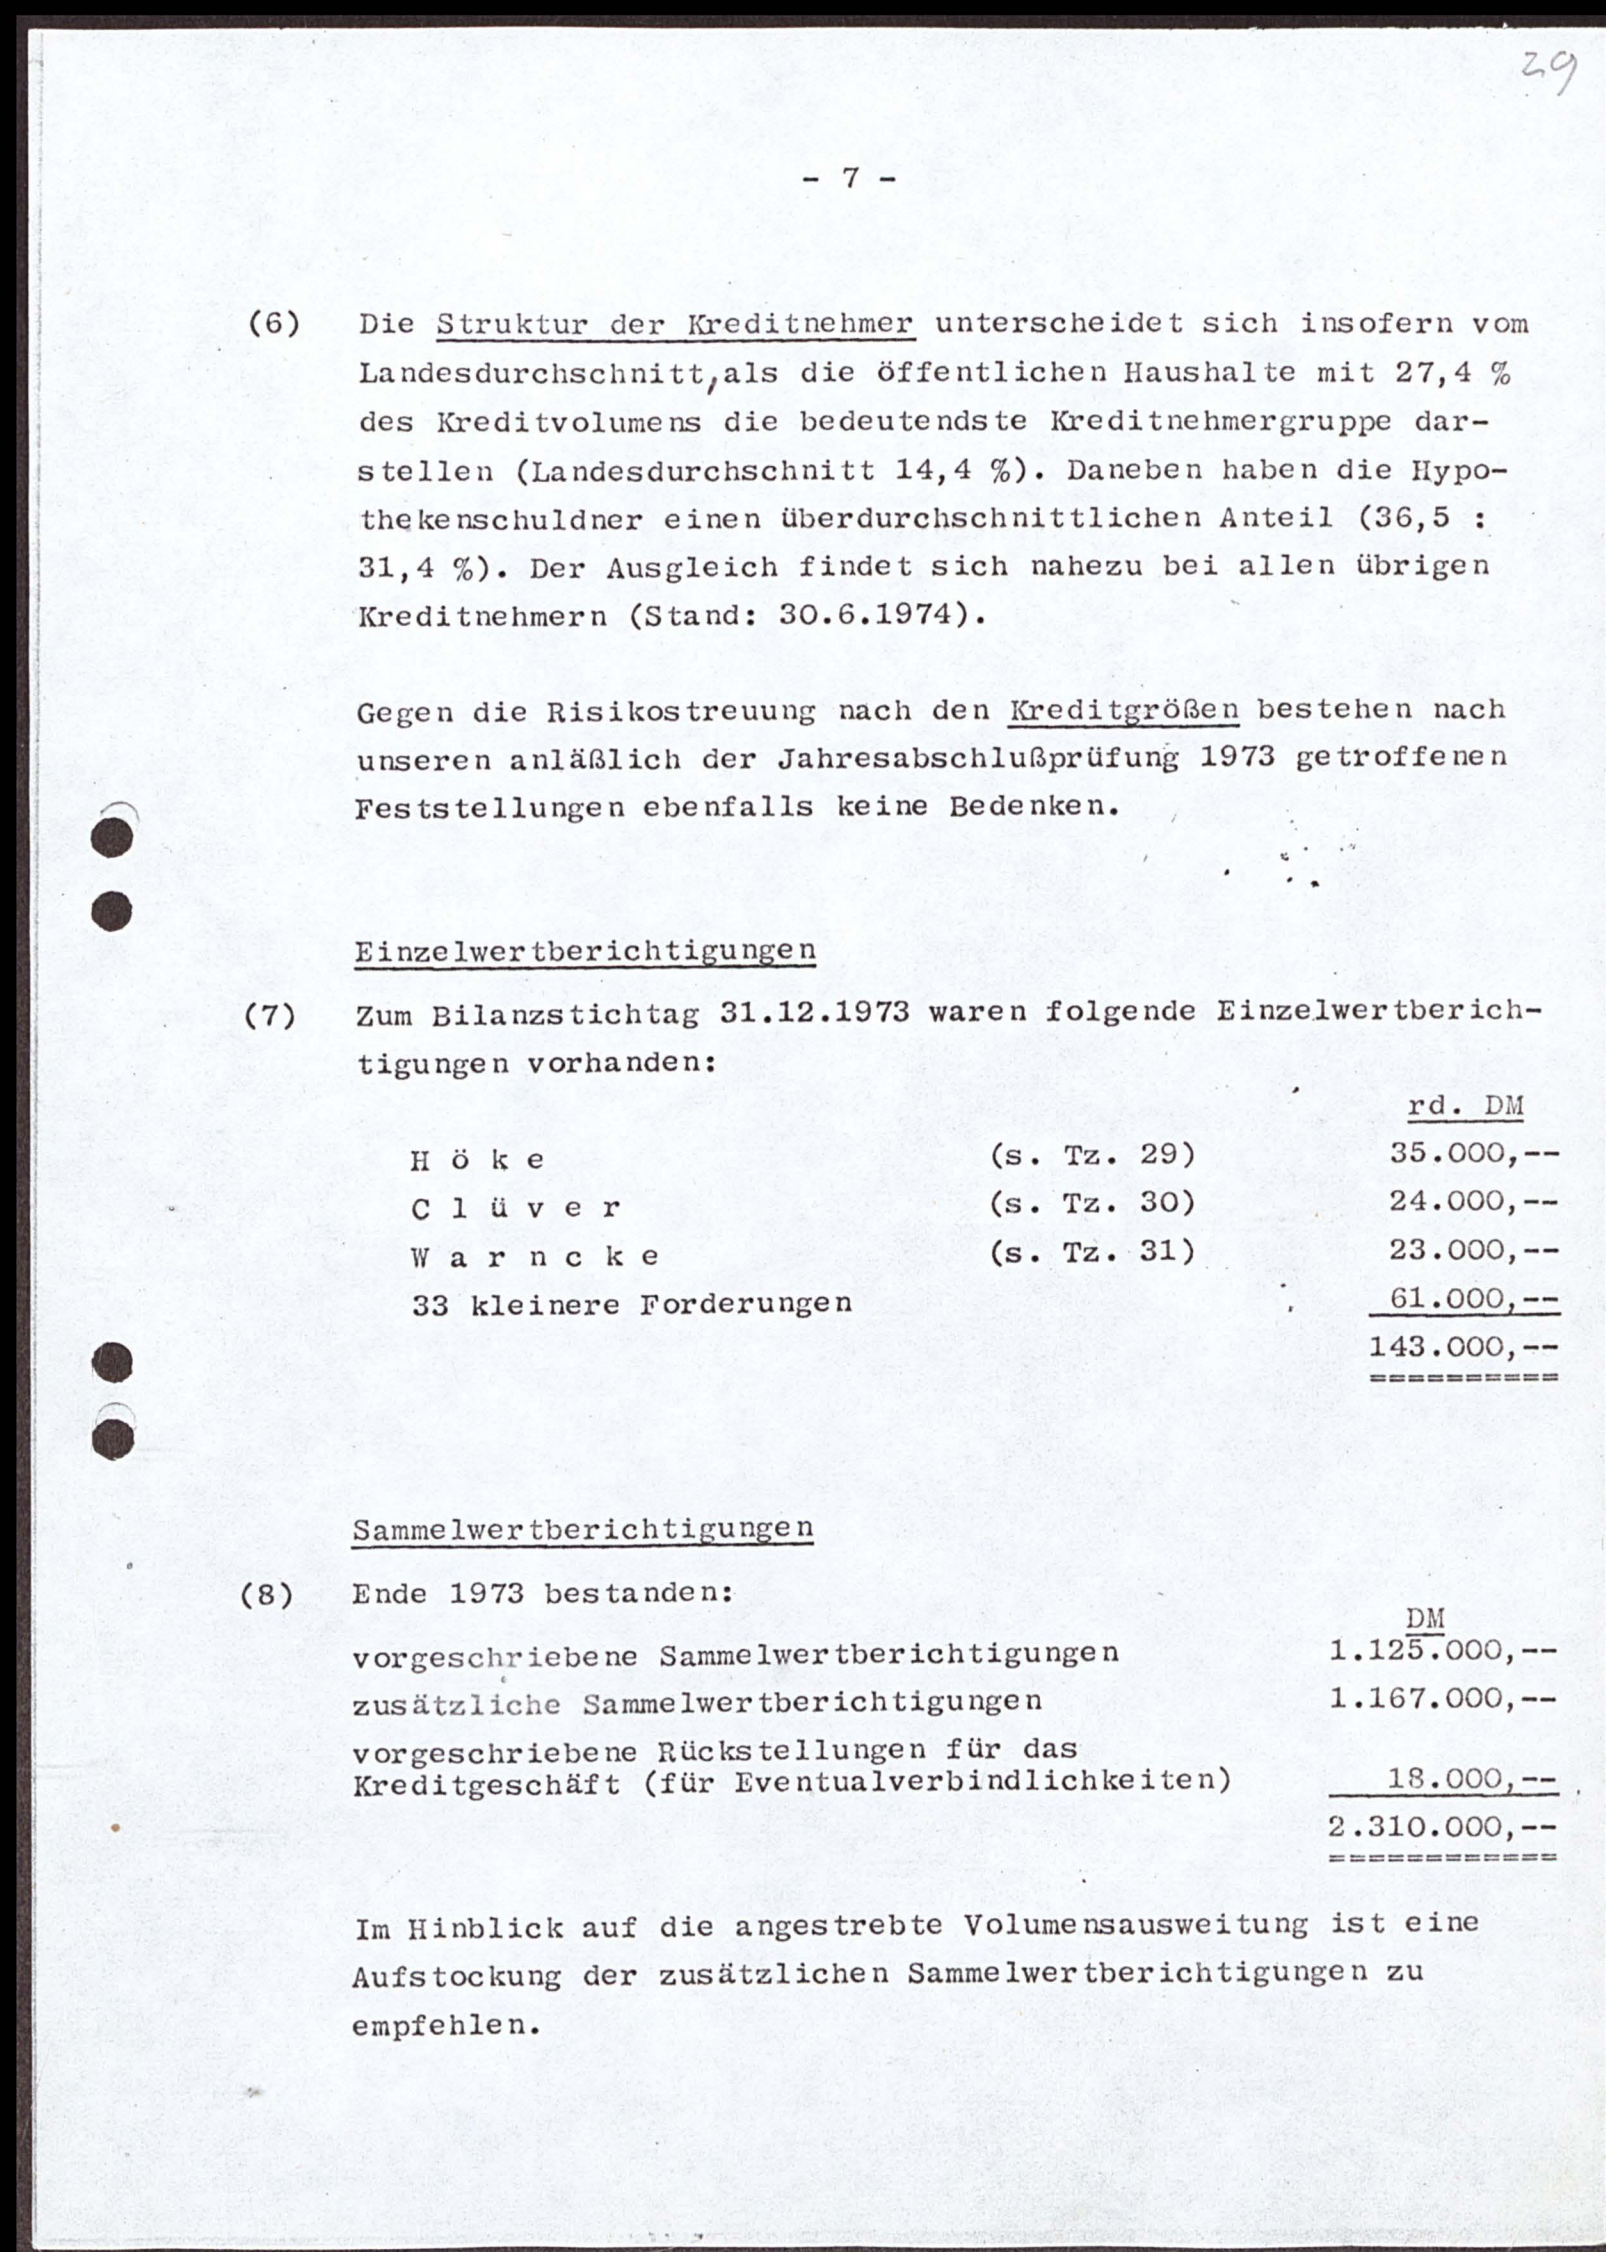 29
- 7 -
(6) Die Struktur der Kreditnehmer unterscheidet sich insofern vom
Landesdurchschnitt,als die öffentlichen Haushalte mit 27,4 %
des Kreditvolumens die bedeutendste Kreditnehmergruppe dar-
stellen (Landesdurchschnitt 14,4 %). Daneben haben die Hypo-
thekenschuldner einen überdurchschnittlichen Anteil (36,5 :
31,4 %). Der Ausgleich findet sich nahezu bei allen übrigen
Kreditnehmern (Stand: 30.6.1974).
Gegen die Risikostreuung nach den Kreditgrößen bestehen nach
unseren anläßlich der Jahresabschlußprüfung 1973 getroffenen
Feststellungen ebenfalls keine Bedenken.
Einzelwertberichtigungen
(7) Zum Bilanzstichtag 31.12.1973 waren folgende Einzelwertberich-
tigungen vorhanden:
rd. DM
H ö k e (s. Tz. 29) 35.000,--
C l ü v e r (s. Tz. 30) 24.000,--
W a r n c k e (s. Tz. 31) 23.000,--
33 kleinere Forderungen 61.000,--
143.000,--
==========
Sammelwertberichtigungen
(8) Ende 1973 bestanden:
DM
vorgeschriebene Sammelwertberichtigungen 1.125.000,--
zusätzliche Sammelwertberichtigungen 1.167.000,--
vorgeschriebene Rückstellungen für das
Kreditgeschäft (für Eventualverbindlichkeiten) 18.000,--
2.310.000,--
============
Im Hinblick auf die angestrebte Volumensausweitung ist eine
Aufstockung der zusätzlichen Sammelwertberichtigungen zu
empfehlen.